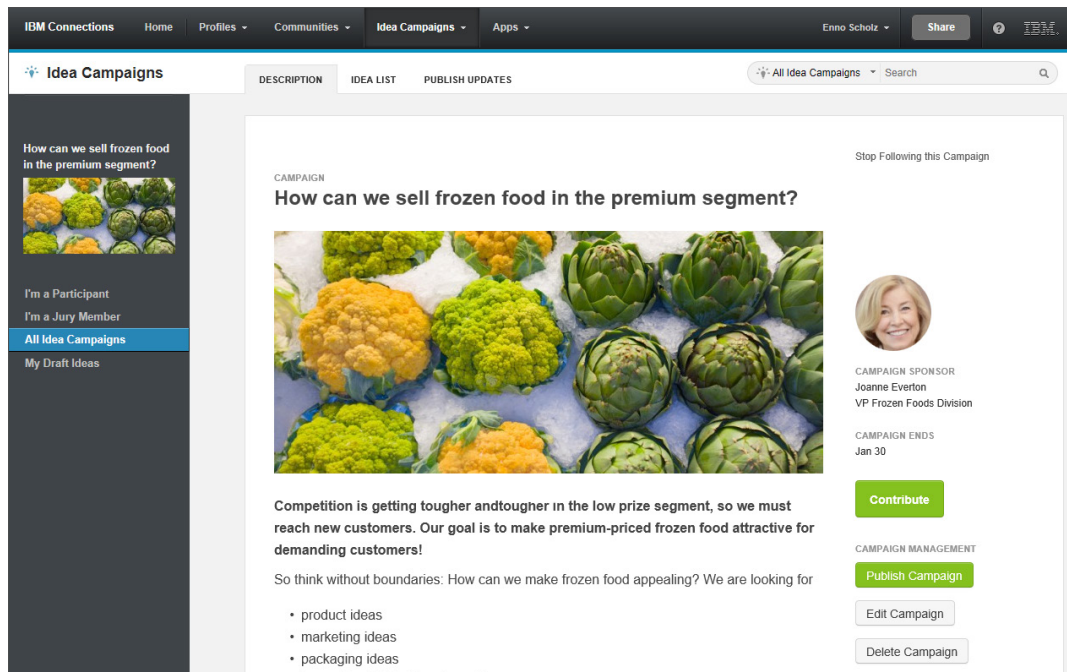 IBM Connections Home Profiles Communities Idea Campaigns Apps Enno Scholz Share ? IBM.
Idea Campaigns
DESCRIPTION IDEA LIST PUBLISH UPDATES
All Idea Campaigns Search
How can we sell frozen food
in the premium segment?
I'm a Participant
I'm a Jury Member
All Idea Campaigns
My Draft Ideas
CAMPAIGN
How can we sell frozen food in the premium segment?
Competition is getting tougher andtougher in the low prize segment, so we must
reach new customers. Our goal is to make premium-priced frozen food attractive for
demanding customers!
So think without boundaries: How can we make frozen food appealing? We are looking for
• product ideas
• marketing ideas
• packaging ideas
Stop Following this Campaign
CAMPAIGN SPONSOR
Joanne Everton
VP Frozen Foods Division
CAMPAIGN ENDS
Jan 30
Contribute
CAMPAIGN MANAGEMENT
Publish Campaign
Edit Campaign
Delete Campaign